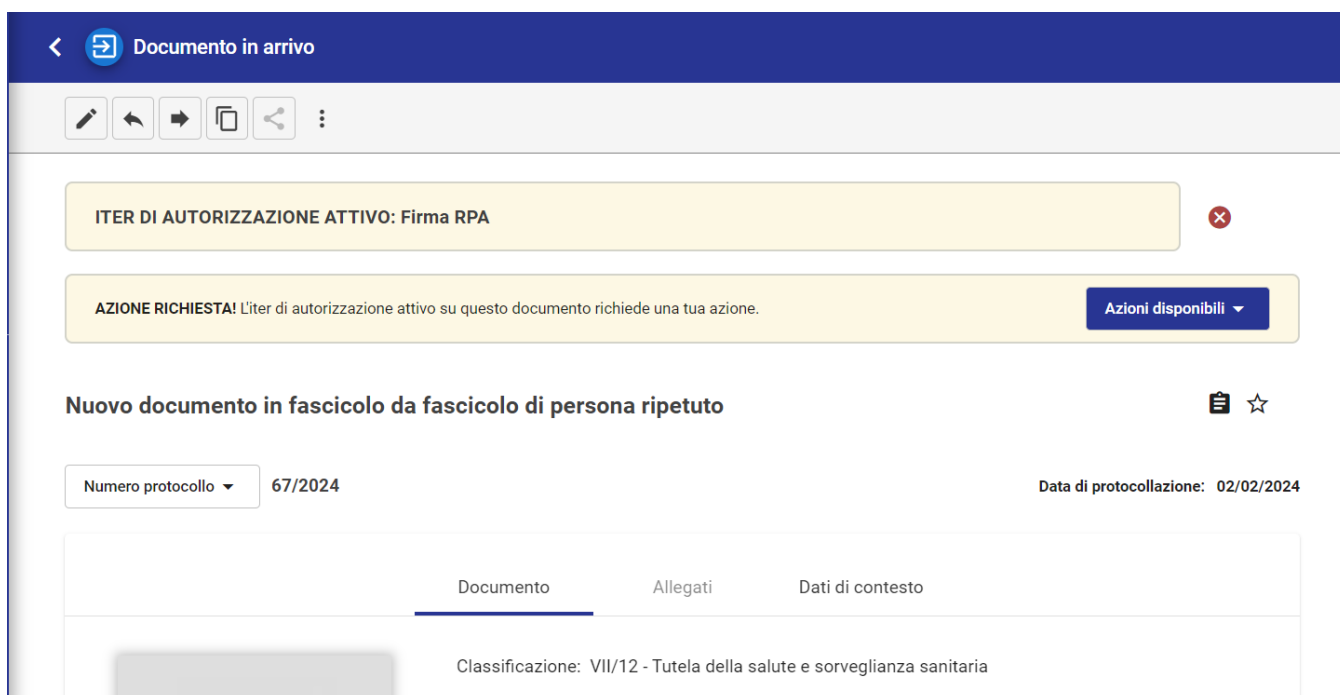 Documento in arrivo
ITER DI AUTORIZZAZIONE ATTIVO: Firma RPA
AZIONE RICHIESTA! L'iter di autorizzazione attivo su questo documento richiede una tua azione.
Azioni disponibili
Nuovo documento in fascicolo da fascicolo di persona ripetuto
Numero protocollo 67/2024
Data di protocollazione: 02/02/2024
Documento Allegati Dati di contesto
Classificazione: VII/12 - Tutela della salute e sorveglianza sanitaria